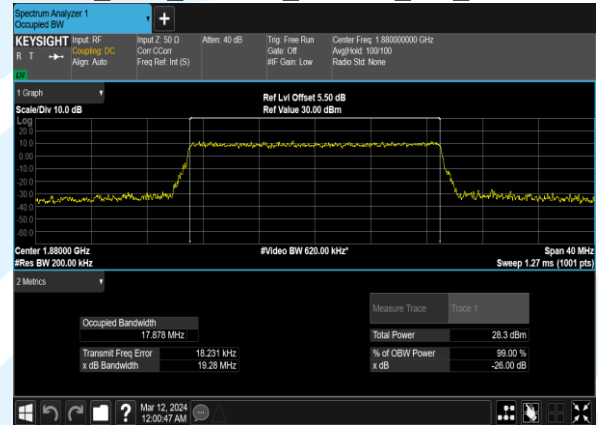 Spectrum Analyzer 1
Occupied BW
KEYSIGHT
R T
LXI
Input: RF
Coupling: DC
Align: Auto
Input Z: 50 Ω
Corr CCorr
Freq Ref: Int (S)
Atten: 40 dB
Trig: Free Run
Gate: Off
#IF Gain: Low
Center Freq: 1.880000000 GHz
Avg|Hold: 100/100
Radio Std: None
1 Graph
Scale/Div 10.0 dB
Ref Lvl Offset 5.50 dB
Ref Value 30.00 dBm
Log
20.0
10.0
0.00
-10.0
-20.0
-30.0
-40.0
-50.0
-60.0
Center 1.88000 GHz
#Res BW 200.00 kHz
#Video BW 620.00 kHz*
Span 40 MHz
Sweep 1.27 ms (1001 pts)
2 Metrics
Measure Trace
Trace 1
Occupied Bandwidth
17.878 MHz
Total Power
28.3 dBm
Transmit Freq Error
18.231 kHz
% of OBW Power
99.00 %
x dB Bandwidth
19.28 MHz
x dB
-26.00 dB
?
Mar 12, 2024
12:00:47 AM